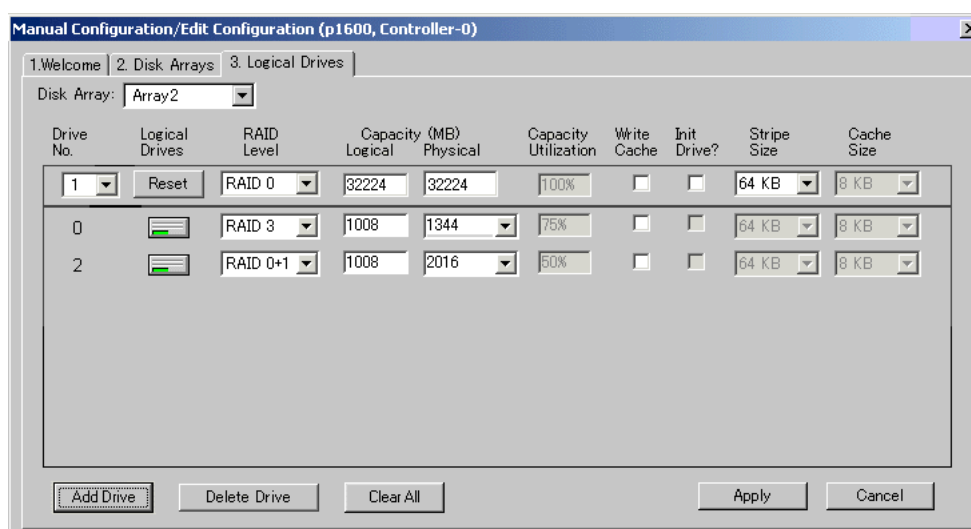 Manual Configuration/Edit Configuration (p1600, Controller-0)
1.Welcome 2. Disk Arrays 3. Logical Drives
Disk Array: Array2
Drive No. Logical Drives RAID Level Capacity (MB) Logical Physical Capacity Utilization Write Cache Init Drive? Stripe Size Cache Size
1 Reset RAID 0 32224 32224 100% 64 KB 8 KB
0 RAID 3 1008 1344 75% 64 KB 8 KB
2 RAID 0+1 1008 2016 50% 64 KB 8 KB
Add Drive Delete Drive Clear All Apply Cancel